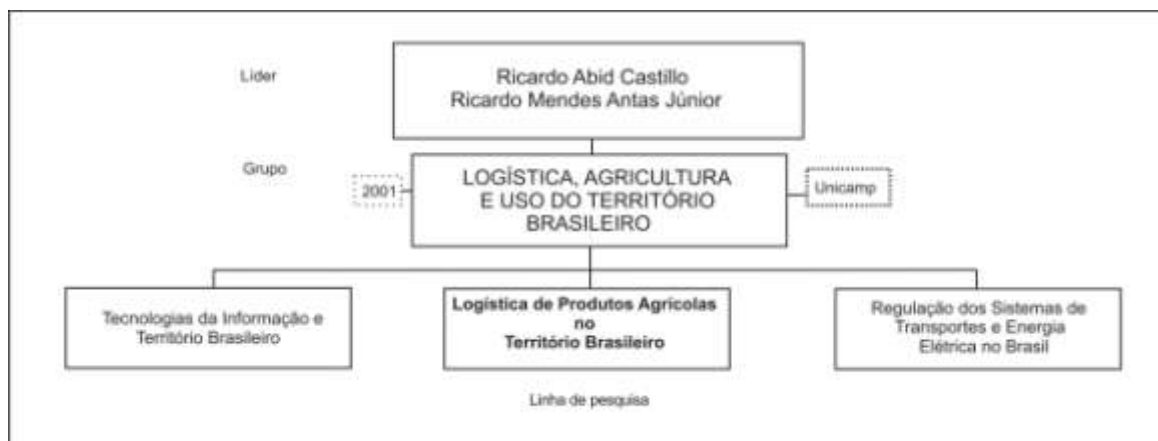 Líder
Ricardo Abid Castillo
Ricardo Mendes Antas Júnior
Grupo
2001
LOGÍSTICA, AGRICULTURA
E USO DO TERRITÓRIO
BRASILEIRO
Unicamp
Tecnologias da Informação e
Território Brasileiro
Logística de Produtos Agrícolas
no
Território Brasileiro
Regulação dos Sistemas de
Transportes e Energia
Elétrica no Brasil
Linha de pesquisa